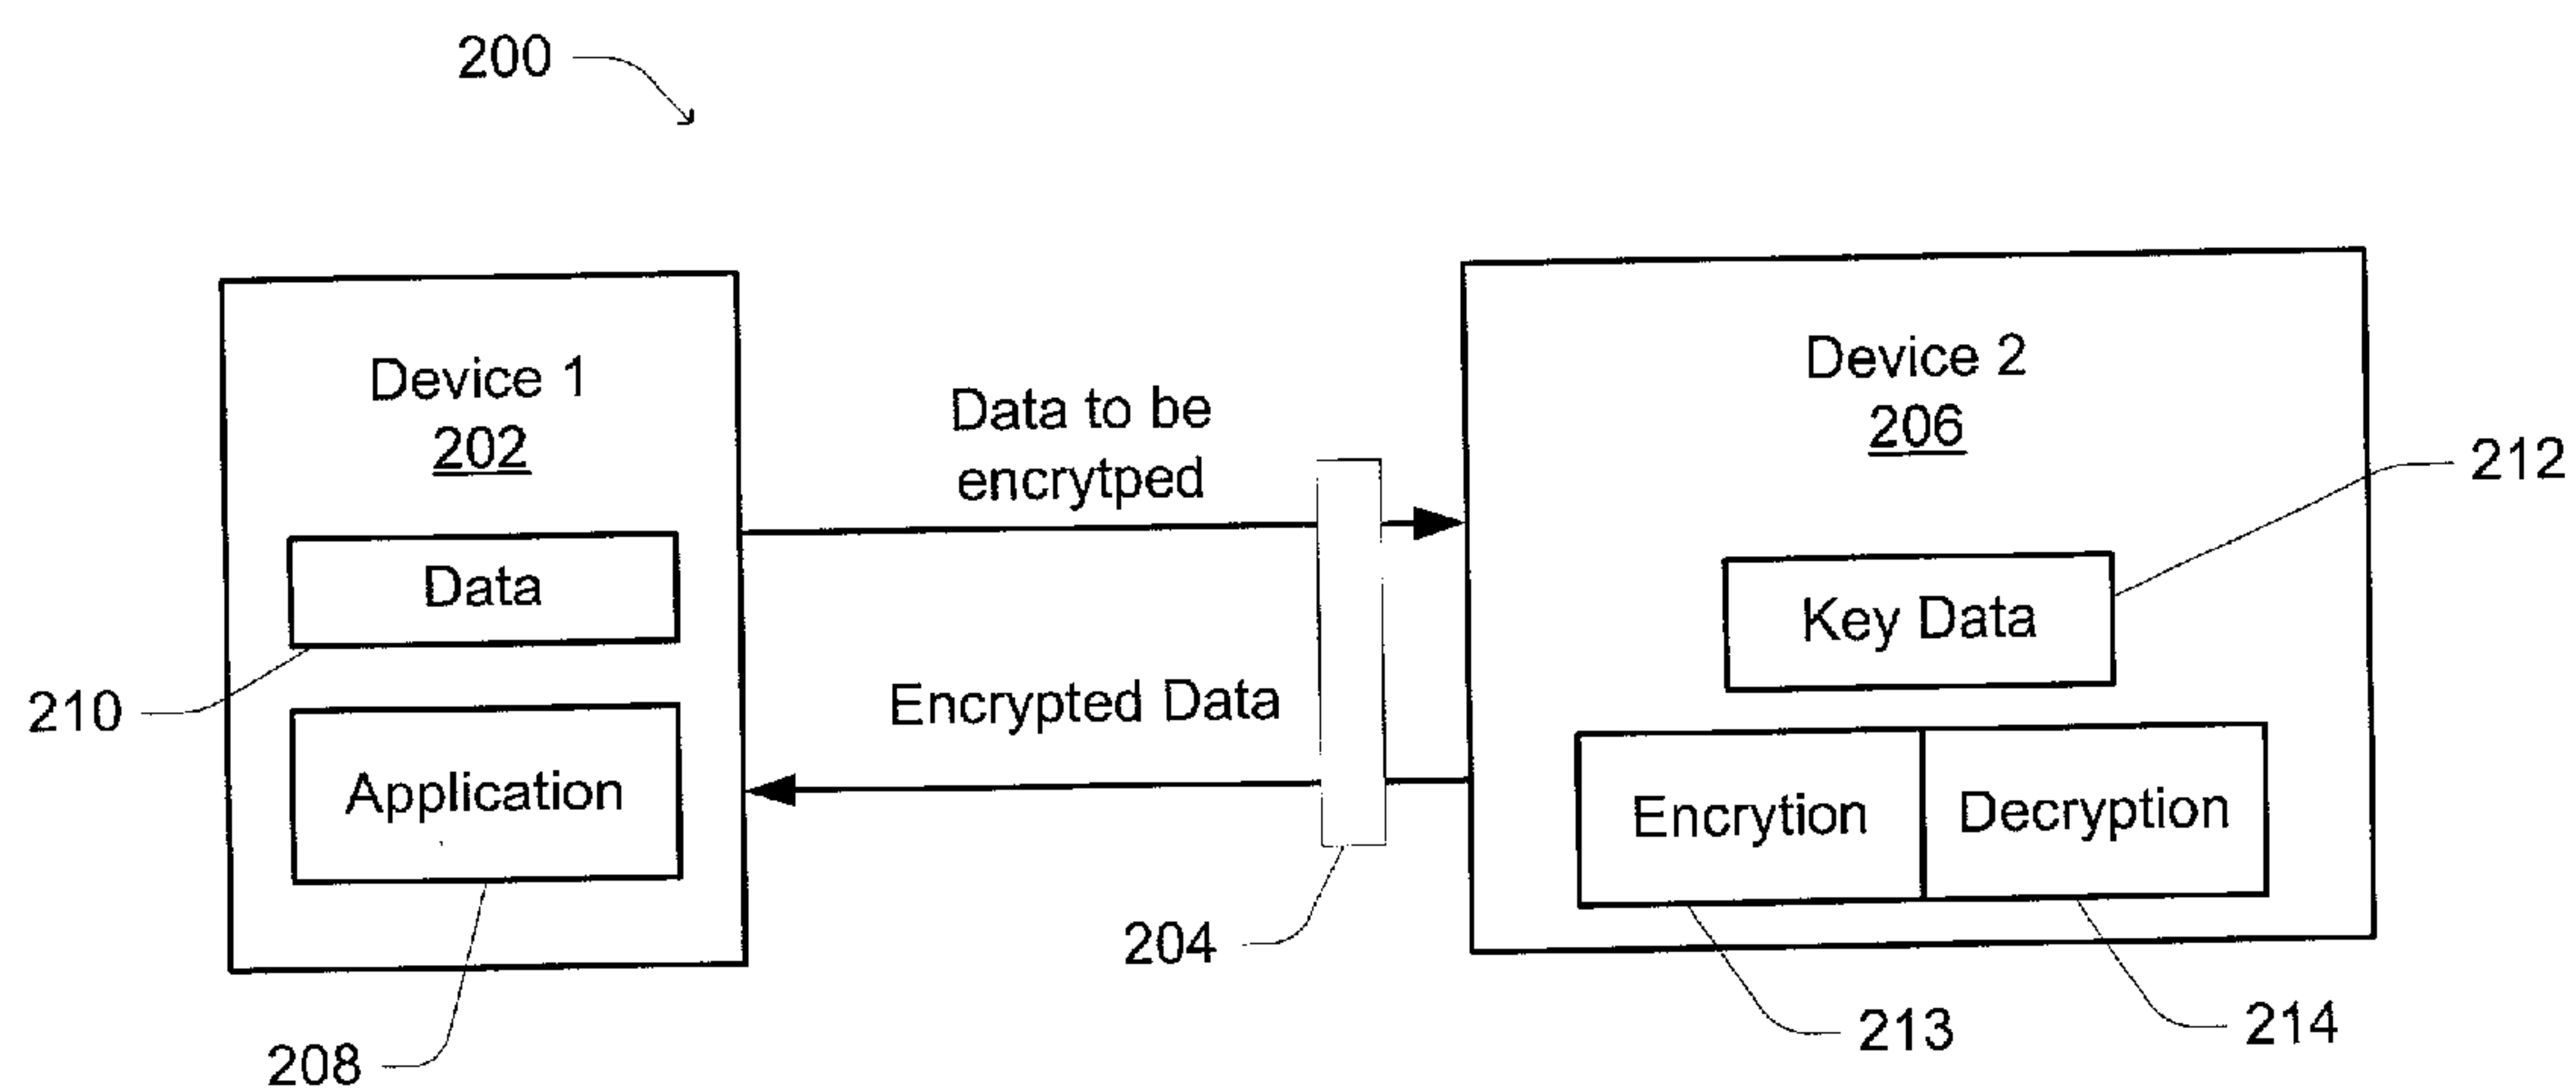 200
Device 1
202
Data
210
Application
208
Data to be
encrytped
Encrypted Data
204
Device 2
206
212
Key Data
Encrytion
Decryption
213
214